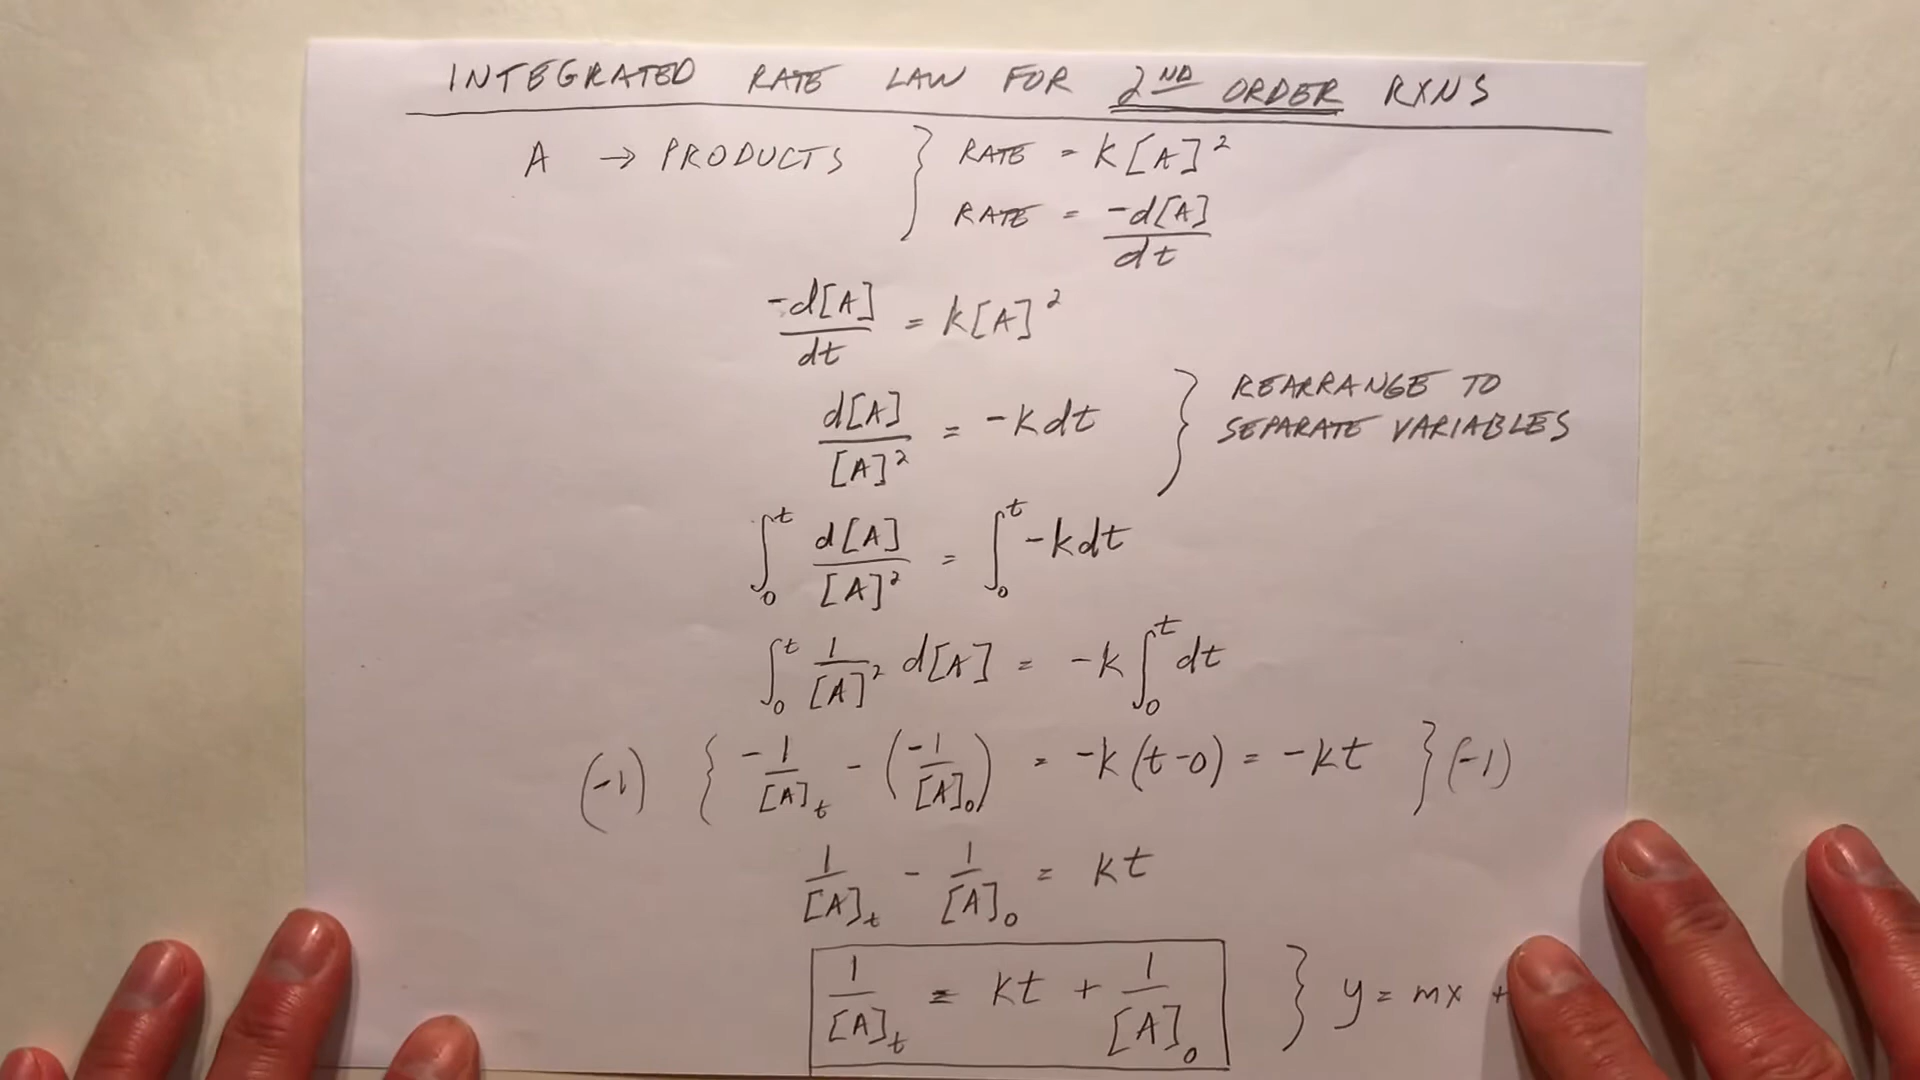 INTEGRATED RATE LAW FOR 2ND ORDER RXNS
A → PRODUCTS } RATE = k[A]²
RATE = -d[A]/dt
-d[A]/dt = k[A]²
d[A]/[A]² = -kdt } REARRANGE TO
SEPARATE VARIABLES
∫₀ᵗ d[A]/[A]² = ∫₀ᵗ -kdt
∫₀ᵗ 1/[A]² d[A] = -k ∫₀ᵗ dt
(-1) { -1/[A]ₜ - (-1/[A]₀) = -k(t-0) = -kt } (-1)
1/[A]ₜ - 1/[A]₀ = kt
1/[A]ₜ = kt + 1/[A]₀ } y = mx +